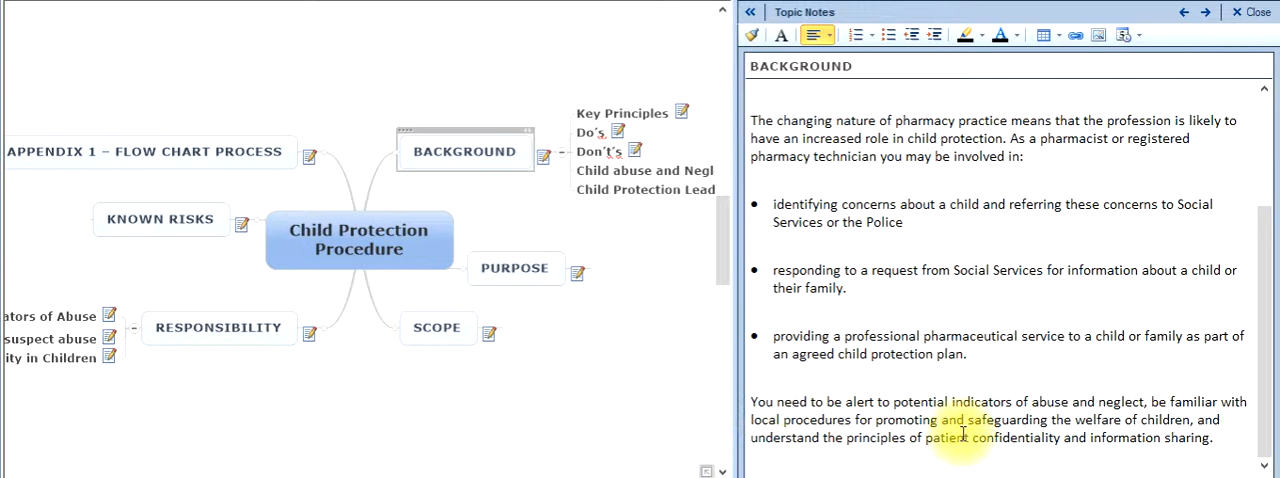 APPENDIX 1 – FLOW CHART PROCESS
KNOWN RISKS
ators of Abuse
suspect abuse
ity in Children
RESPONSIBILITY
Child Protection
Procedure
BACKGROUND
Key Principles
Do's
Don't's
Child abuse and Negl
Child Protection Lead
PURPOSE
SCOPE
Topic Notes
Close
BACKGROUND
The changing nature of pharmacy practice means that the profession is likely to
have an increased role in child protection. As a pharmacist or registered
pharmacy technician you may be involved in:
• identifying concerns about a child and referring these concerns to Social
Services or the Police
• responding to a request from Social Services for information about a child or
their family.
• providing a professional pharmaceutical service to a child or family as part of
an agreed child protection plan.
You need to be alert to potential indicators of abuse and neglect, be familiar with
local procedures for promoting and safeguarding the welfare of children, and
understand the principles of patient confidentiality and information sharing.